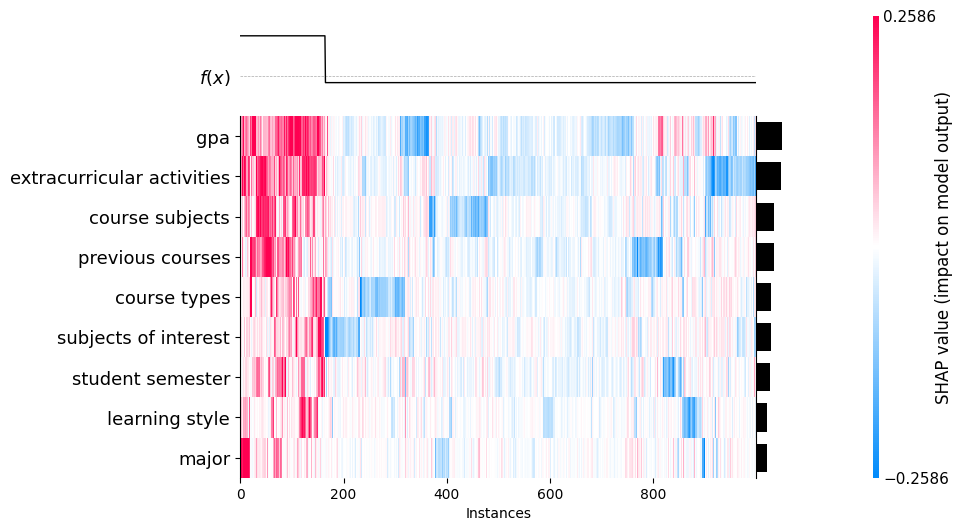 0.2586
f(x)
gpa
extracurricular activities
course subjects
previous courses
course types
subjects of interest
student semester
learning style
major
0 200 400 600 800
Instances
SHAP value (impact on model output)
−0.2586